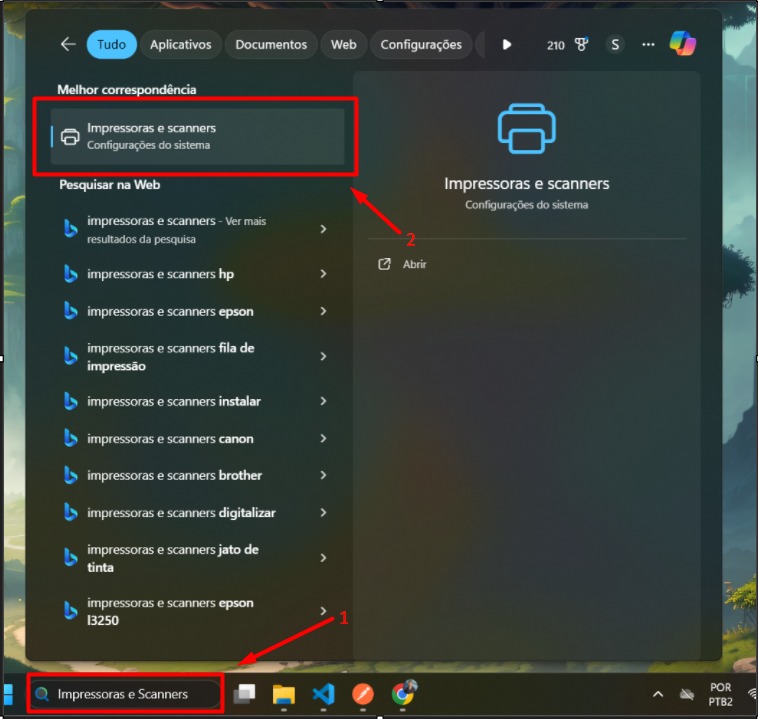 Tudo Aplicativos Documentos Web Configurações 210 S
Melhor correspondência
Impressoras e scanners
Configurações do sistema
Impressoras e scanners
Configurações do sistema
Abrir
2
Pesquisar na Web
impressoras e scanners - Ver mais
resultados da pesquisa
impressoras e scanners hp
impressoras e scanners epson
impressoras e scanners fila de
impressão
impressoras e scanners instalar
impressoras e scanners canon
impressoras e scanners brother
impressoras e scanners digitalizar
impressoras e scanners jato de
tinta
impressoras e scanners epson
l3250
1
Impressoras e Scanners
POR
PTB2